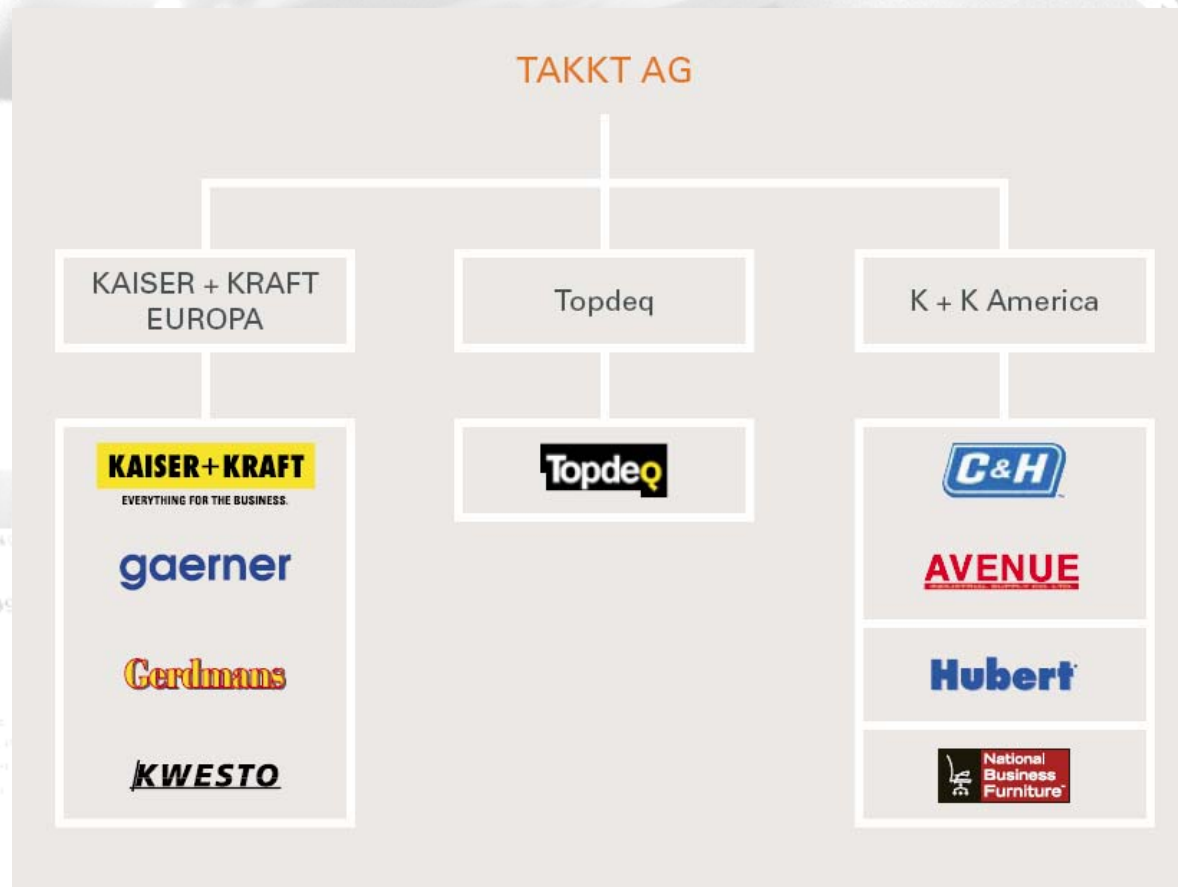 TAKKT AG
KAISER + KRAFT
EUROPA
Topdeq
K + K America
KAISER+KRAFT
EVERYTHING FOR THE BUSINESS.
gaerner
Gerdmans
KWESTO
Topdeq
C&H
AVENUE
Hubert
National
Business
Furniture